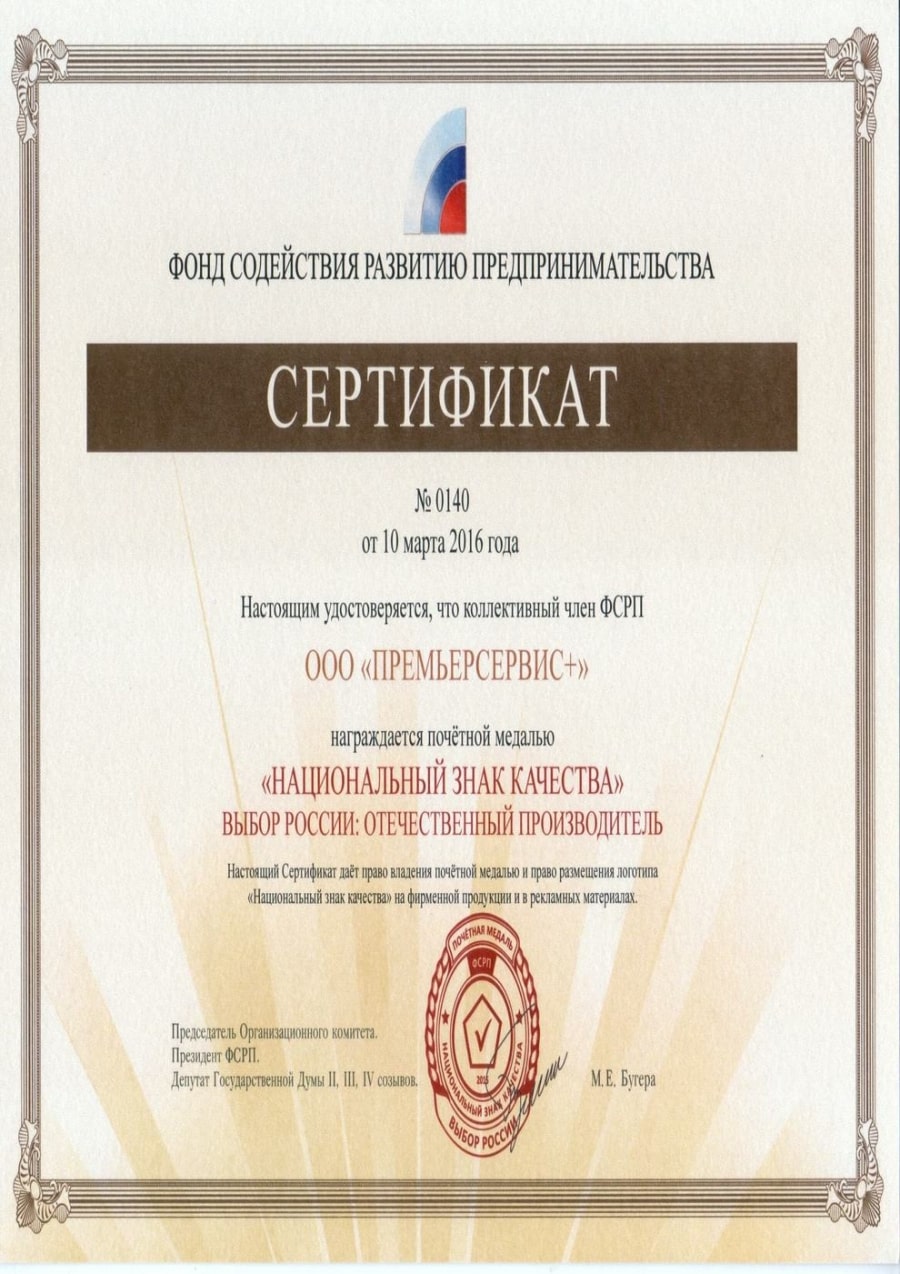 ФОНД СОДЕЙСТВИЯ РАЗВИТИЮ ПРЕДПРИНИМАТЕЛЬСТВА
СЕРТИФИКАТ
№ 0140
от 10 марта 2016 года
Настоящим удостоверяется, что коллективный член ФСРП
ООО «ПРЕМЬЕРСЕРВИС+»
награждается почётной медалью
«НАЦИОНАЛЬНЫЙ ЗНАК КАЧЕСТВА»
ВЫБОР РОССИИ: ОТЕЧЕСТВЕННЫЙ ПРОИЗВОДИТЕЛЬ
Настоящий Сертификат даёт право владения почётной медалью и право размещения логотипа
«Национальный знак качества» на фирменной продукции и в рекламных материалах.
ПОЧЁТНАЯ МЕДАЛЬ
ФСРП
2015
НАЦИОНАЛЬНЫЙ ЗНАК КАЧЕСТВА
ВЫБОР РОССИИ
Председатель Организационного комитета.
Президент ФСРП.
Депутат Государственной Думы II, III, IV созывов.
М.Е. Бугера